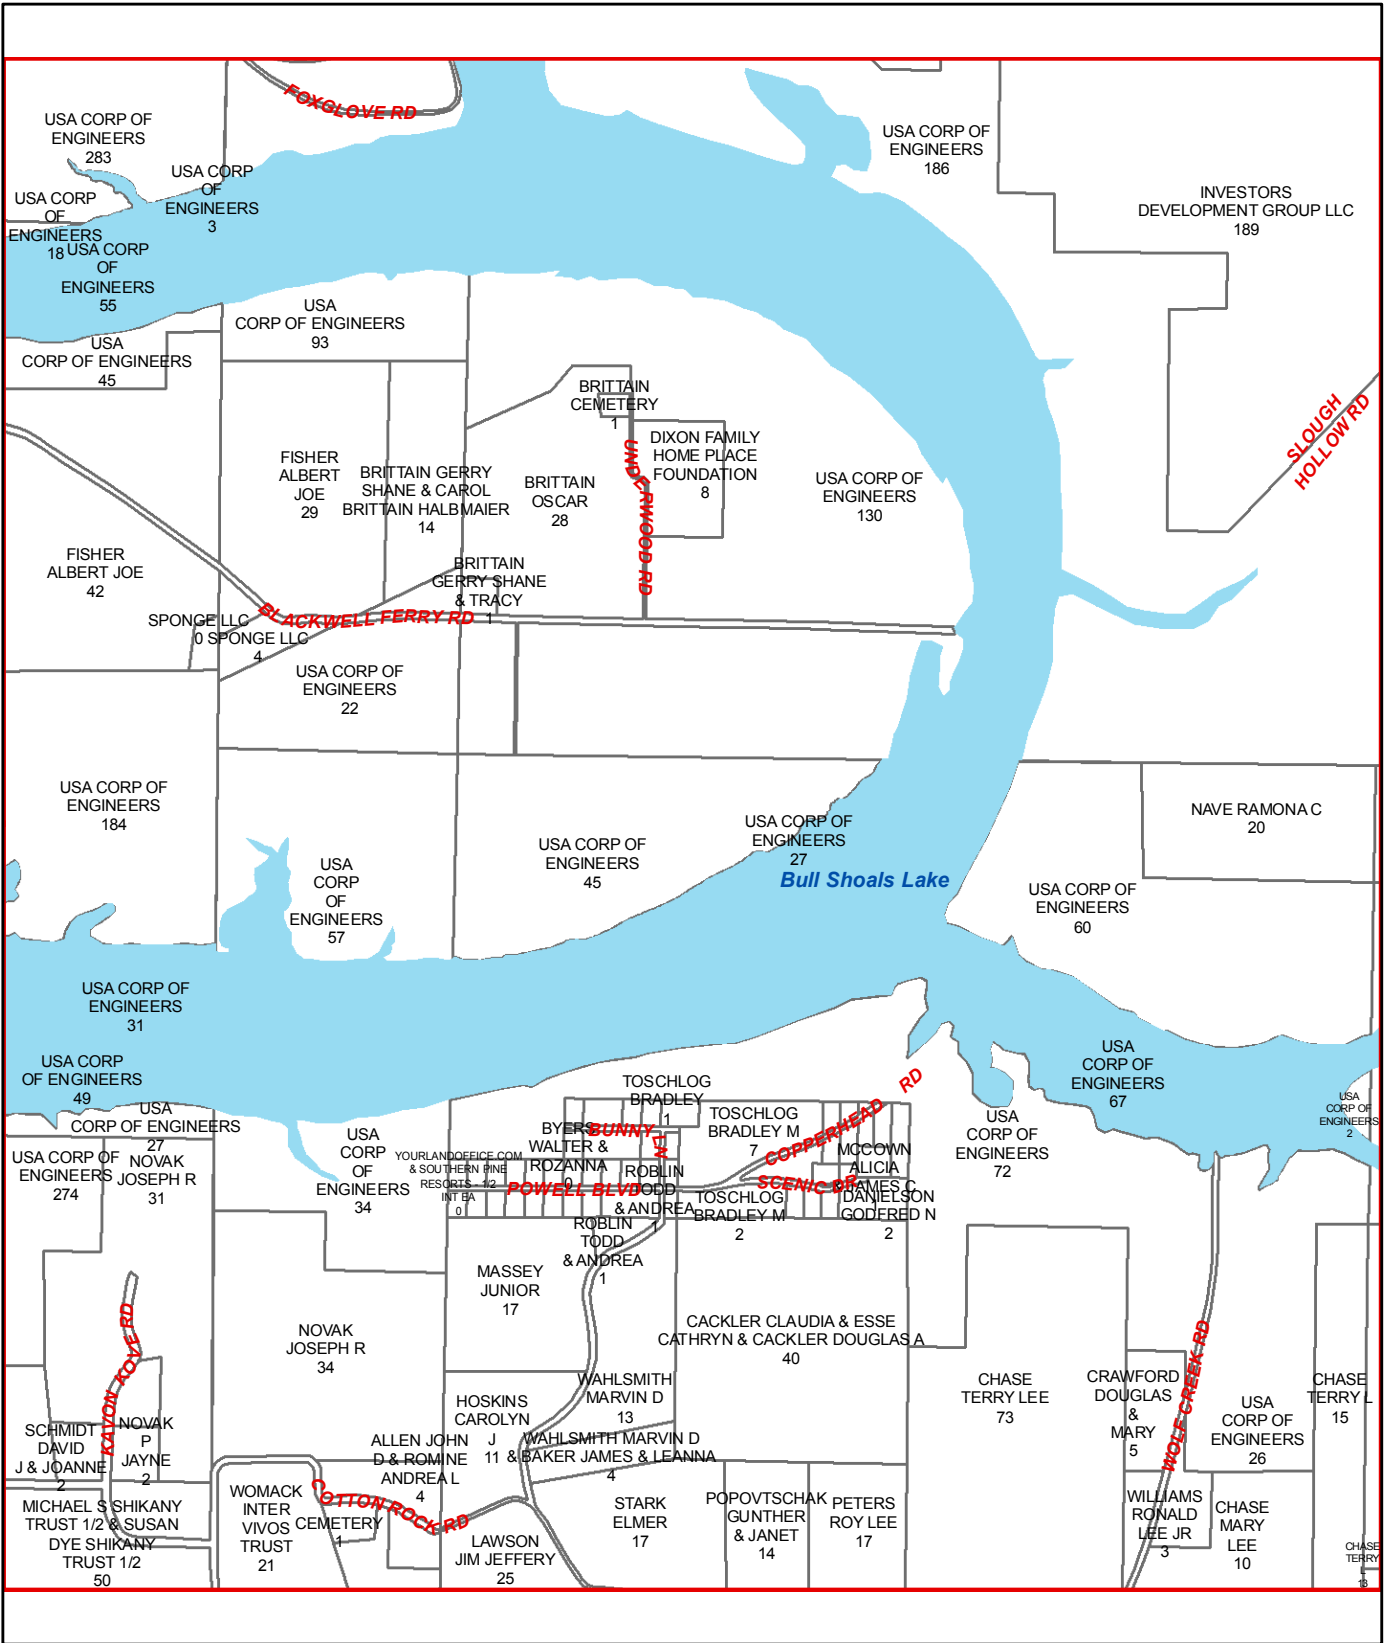 FOXGLOVE RD
USA CORP OF
ENGINEERS
283
USA CORP OF
ENGINEERS
186
USA CORP
OF
ENGINEERS
3
USA CORP
OF
ENGINEERS
18
INVESTORS
DEVELOPMENT GROUP LLC
189
USA CORP
OF
ENGINEERS
55
USA
CORP OF ENGINEERS
93
USA
CORP OF ENGINEERS
45
BRITTAIN
CEMETERY
1
SLOUGH
HOLLOW RD
DIXON FAMILY
HOME PLACE
FOUNDATION
8
UNDERWOOD RD
FISHER
ALBERT
JOE
29
BRITTAIN GERRY
SHANE & CAROL
BRITTAIN HALBMAIER
14
BRITTAIN
OSCAR
28
USA CORP OF
ENGINEERS
130
FISHER
ALBERT JOE
42
BRITTAIN
GERRY SHANE
& TRACY
1
BLACKWELL FERRY RD
SPONGE LLC
0
SPONGE LLC
4
USA CORP OF
ENGINEERS
22
USA CORP OF
ENGINEERS
184
NAVE RAMONA C
20
USA CORP OF
ENGINEERS
27
USA CORP OF
ENGINEERS
45
USA
CORP
OF
ENGINEERS
57
Bull Shoals Lake
USA CORP OF
ENGINEERS
60
USA CORP OF
ENGINEERS
31
USA CORP
OF ENGINEERS
49
USA
CORP OF
ENGINEERS
67
USA
CORP OF ENGINEERS
27
TOSCHLOG
BRADLEY
1
TOSCHLOG
BRADLEY M
7
COPPERHEAD RD
USA
CORP OF
ENGINEERS
2
USA
CORP OF
ENGINEERS
72
USA CORP OF
ENGINEERS
274
NOVAK
JOSEPH R
31
USA
CORP
OF
ENGINEERS
34
YOURLANDOFFICE.COM
& SOUTHERN PINE
RESORTS - 1/2
INT EA
0
BYERS
WALTER &
ROZANNA
0
BUNNY LN
POWELL BLVD
ROBLIN
TODD
& ANDREA
1
MCCOWN
ALICIA
& JAMES C
SCENIC DR
TOSCHLOG
BRADLEY M
2
DANIELSON
GODFRED N
2
ROBLIN
TODD
& ANDREA
1
MASSEY
JUNIOR
17
NOVAK
JOSEPH R
34
CACKLER CLAUDIA & ESSE
CATHRYN & CACKLER DOUGLAS A
40
KAVON KOVE RD
WOLF CREEK RD
CHASE
TERRY LEE
73
CRAWFORD
DOUGLAS
&
MARY
5
CHASE
TERRY L
15
USA
CORP OF
ENGINEERS
26
WAHLSMITH
MARVIN D
13
HOSKINS
CAROLYN
J
11
WAHLSMITH MARVIN D
& BAKER JAMES & LEANNA
4
ALLEN JOHN
D & ROMINE
ANDREA L
4
SCHMIDT
DAVID
J & JOANNE
2
NOVAK
P
JAYNE
2
MICHAEL S SHIKANY
TRUST 1/2 & SUSAN
DYE SHIKANY
TRUST 1/2
50
WOMACK
INTER
VIVOS
TRUST
21
CEMETERY
1
COTTON ROCK RD
LAWSON
JIM JEFFERY
25
STARK
ELMER
17
POPOVTSCHAK
GUNTHER
& JANET
14
PETERS
ROY LEE
17
WILLIAMS
RONALD
LEE JR
3
CHASE
MARY
LEE
10
CHASE
TERRY